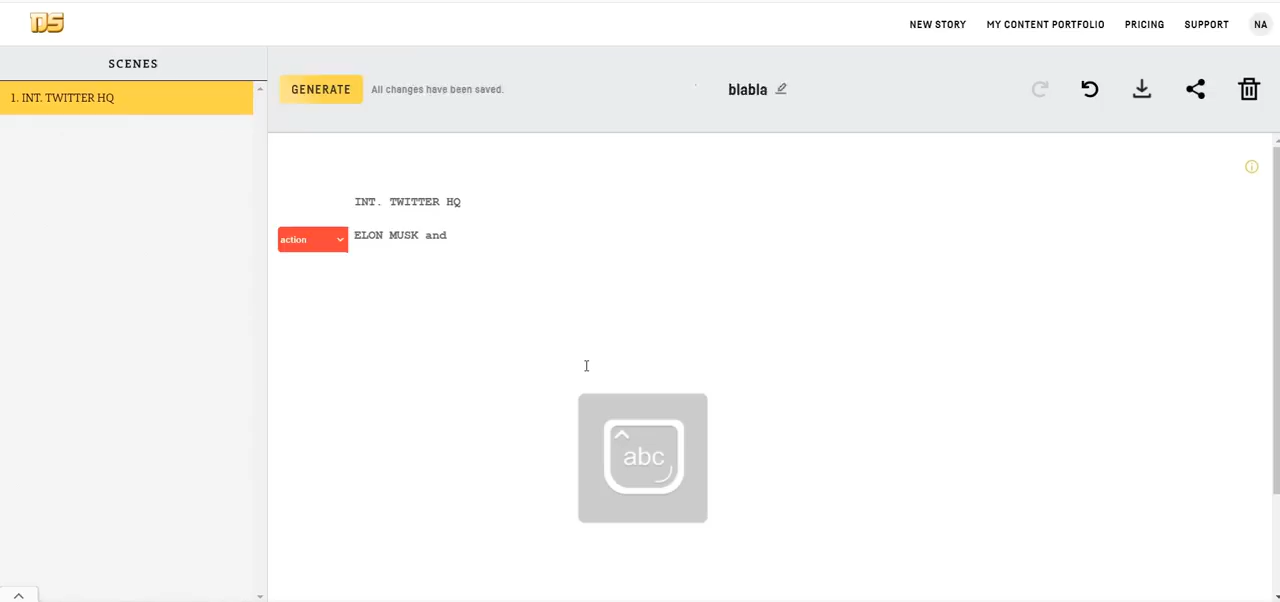 DS
NEW STORY
MY CONTENT PORTFOLIO
PRICING
SUPPORT
NA
SCENES
1. INT. TWITTER HQ
GENERATE
All changes have been saved.
blabla
INT. TWITTER HQ
action
ELON MUSK and
abc